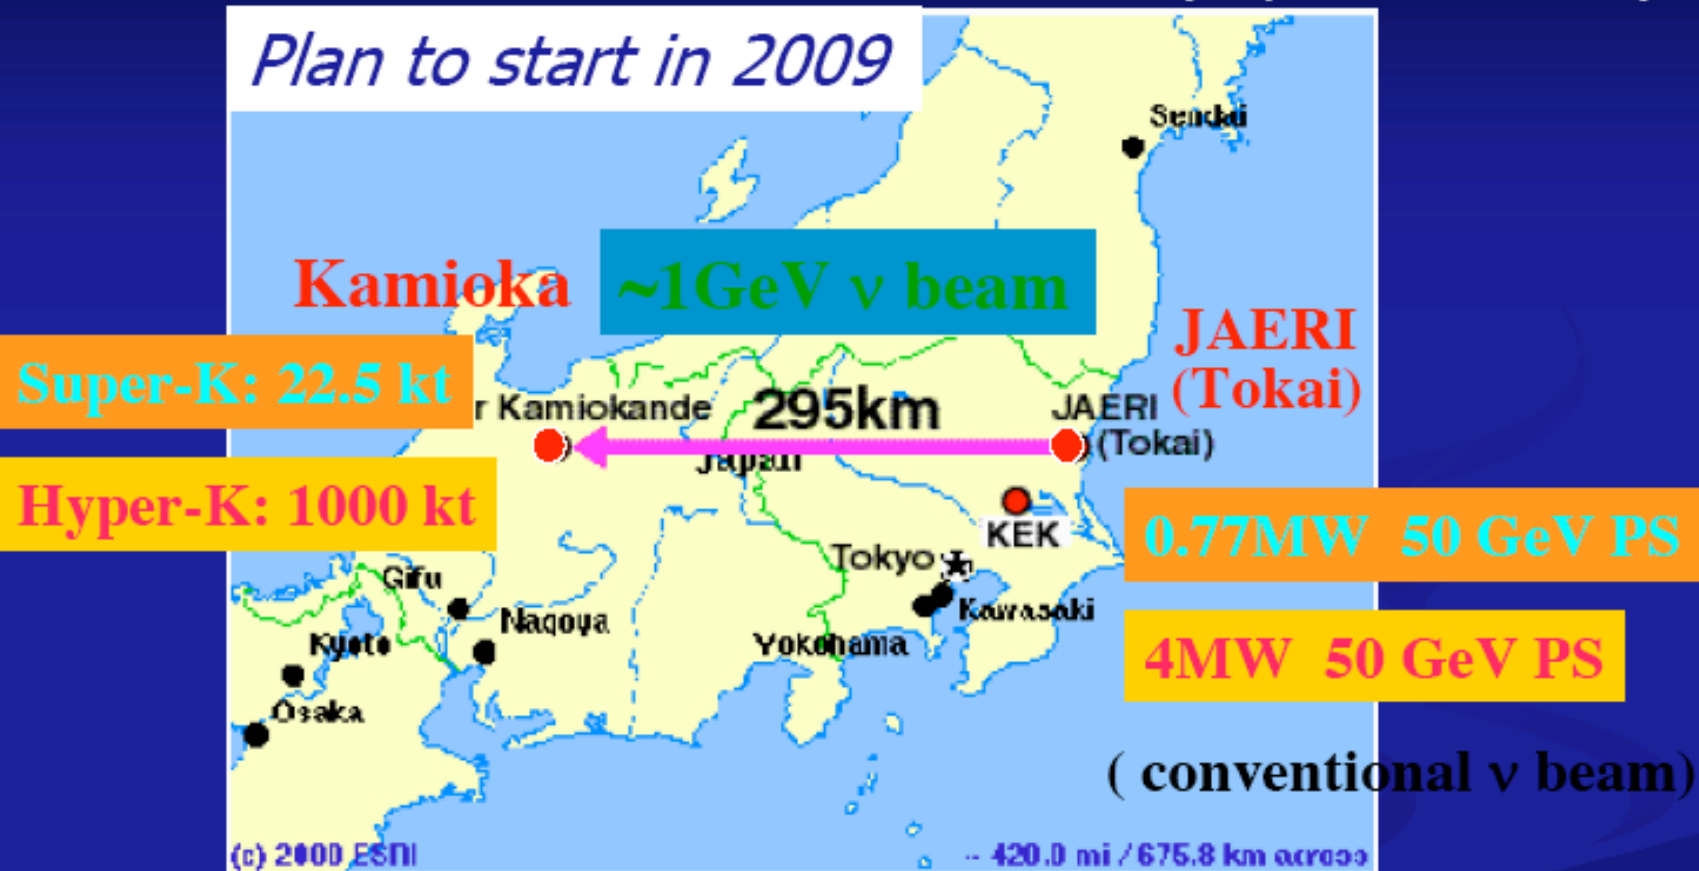 Plan to start in 2009
Sendai
Kamioka
~1GeV ν beam
JAERI
(Tokai)
Super-K: 22.5 kt
r Kamiokande
295km
JAERI
(Tokai)
Japan
Hyper-K: 1000 kt
KEK
0.77MW 50 GeV PS
Tokyo
Gifu
Kawasaki
Nagoya
Yokohama
Kyoto
4MW 50 GeV PS
Osaka
( conventional ν beam)
(c) 2000 ESRI
-- 420.0 mi / 675.8 km across